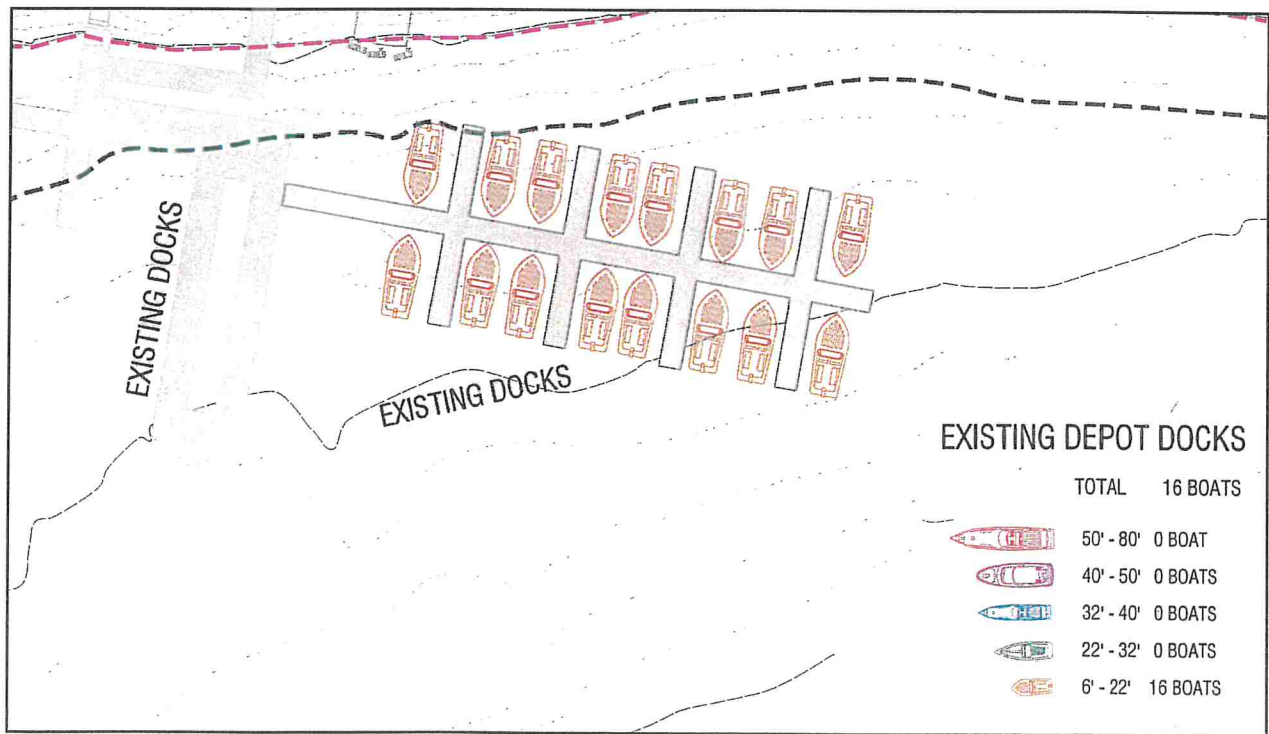 EXISTING DOCKS
EXISTING DOCKS
EXISTING DEPOT DOCKS
TOTAL 16 BOATS
50' - 80' 0 BOAT
40' - 50' 0 BOATS
32' - 40' 0 BOATS
22' - 32' 0 BOATS
6' - 22' 16 BOATS